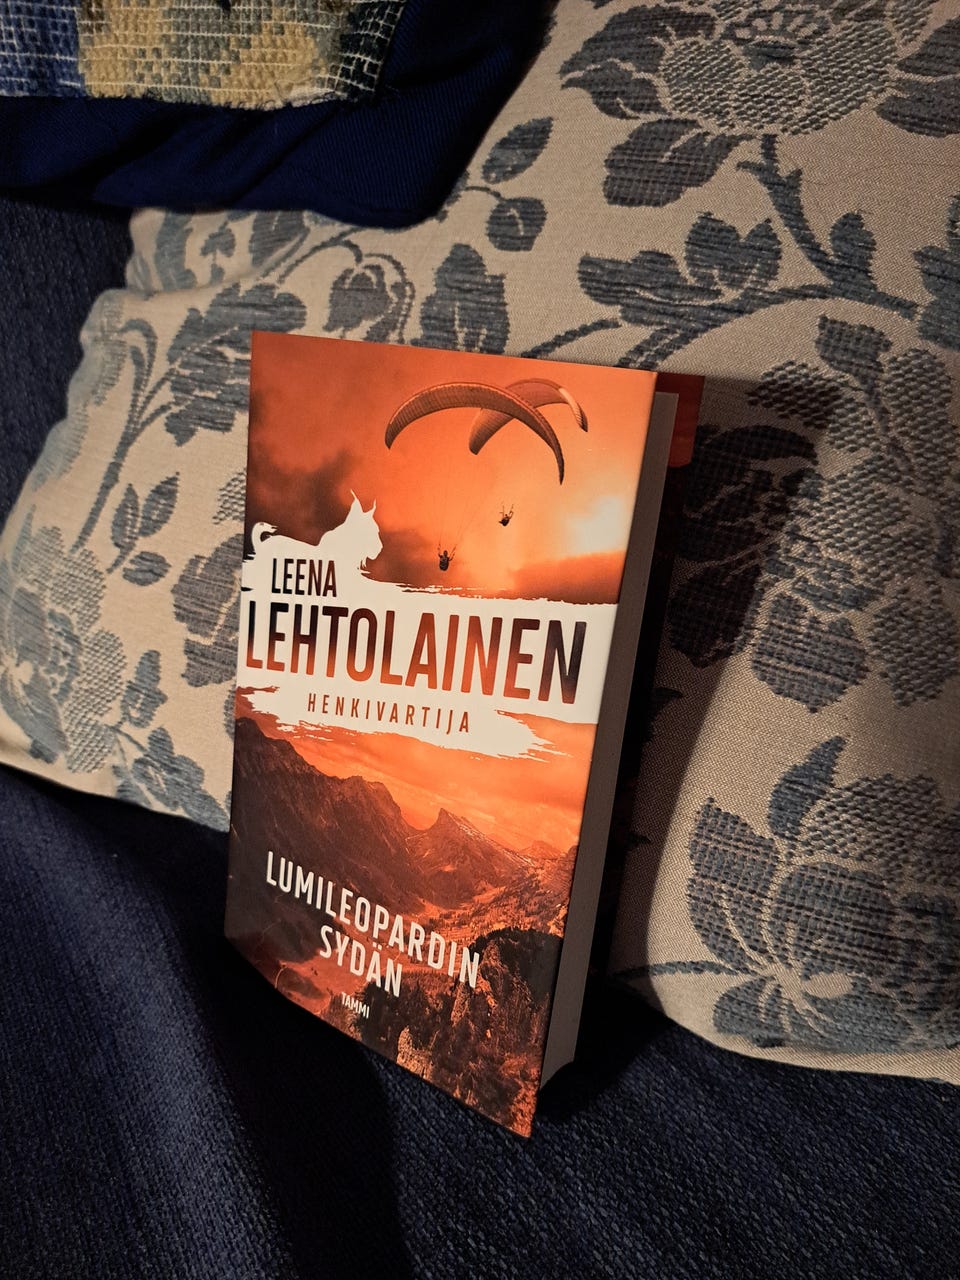 LEENA
LEHTOLAINEN
HENKIVARTIJA
LUMILEOPARDIN
SYDÄN
TAMMI